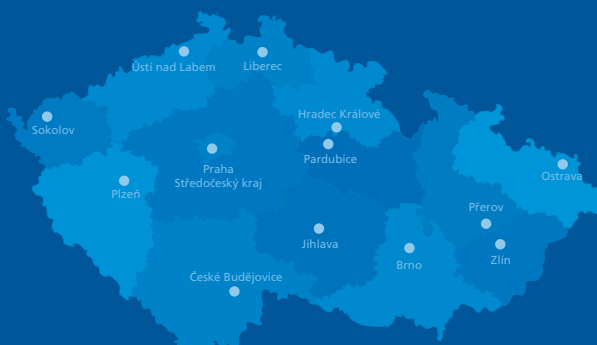 Ústí nad Labem
Liberec
Hradec Králové
Sokolov
Pardubice
Praha
Středočeský kraj
Ostrava
Plzeň
Přerov
Jihlava
Zlín
Brno
České Budějovice